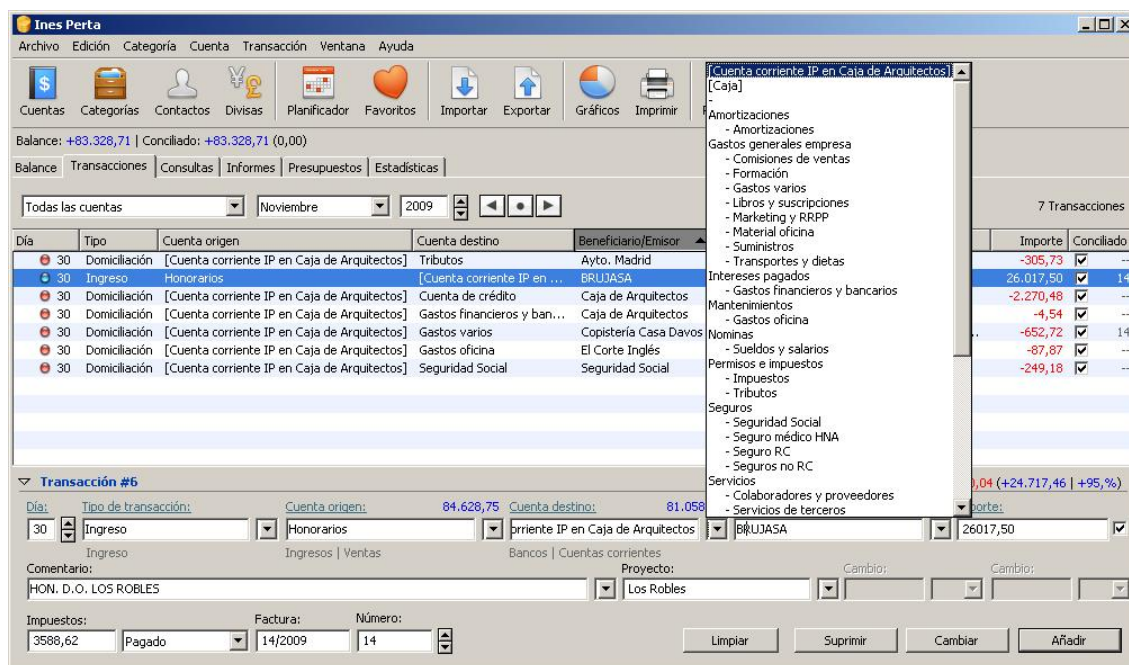 Ines Perta
Archivo Edición Categoría Cuenta Transacción Ventana Ayuda
Cuentas Categorías Contactos Divisas Planificador Favoritos Importar Exportar Gráficos Imprimir
Balance: +83.328,71 | Conciliado: +83.328,71 (0,00)
Balance Transacciones Consultas Informes Presupuestos Estadísticas
Todas las cuentas Noviembre 2009 7 Transacciones
Día Tipo Cuenta origen Cuenta destino Beneficiario/Emisor Importe Conciliado
30 Domiciliación [Cuenta corriente IP en Caja de Arquitectos] Tributos Ayto. Madrid -305,73 --
30 Ingreso Honorarios [Cuenta corriente IP en ... BRUJASA 26.017,50 14
30 Domiciliación [Cuenta corriente IP en Caja de Arquitectos] Cuenta de crédito Caja de Arquitectos -2.270,48 --
30 Domiciliación [Cuenta corriente IP en Caja de Arquitectos] Gastos financieros y ban... Caja de Arquitectos -4,54 --
30 Domiciliación [Cuenta corriente IP en Caja de Arquitectos] Gastos varios Copistería Casa Davos .. -652,72 14
30 Domiciliación [Cuenta corriente IP en Caja de Arquitectos] Gastos oficina El Corte Inglés -87,87 --
30 Domiciliación [Cuenta corriente IP en Caja de Arquitectos] Seguridad Social Seguridad Social -249,18 --
[Cuenta corriente IP en Caja de Arquitectos]
[Caja]
-
Amortizaciones
- Amortizaciones
Gastos generales empresa
- Comisiones de ventas
- Formación
- Gastos varios
- Libros y suscripciones
- Marketing y RRPP
- Material oficina
- Suministros
- Transportes y dietas
Intereses pagados
- Gastos financieros y bancarios
Mantenimientos
- Gastos oficina
Nominas
- Sueldos y salarios
Permisos e impuestos
- Impuestos
- Tributos
Seguros
- Seguridad Social
- Seguro médico HNA
- Seguro RC
- Seguros no RC
Servicios
- Colaboradores y proveedores
- Servicios de terceros
Transacción #6 ,04 (+24.717,46 | +95,%)
Día: Tipo de transacción: Cuenta origen: 84.628,75 Cuenta destino: 81.058 orte:
30 Ingreso Honorarios orriente IP en Caja de Arquitectos BRUJASA 26017,50
Ingreso Ingresos | Ventas Bancos | Cuentas corrientes
Comentario: Proyecto: Cambio: Cambio:
HON. D.O. LOS ROBLES Los Robles
Impuestos: Factura: Número:
3588,62 Pagado 14/2009 14 Limpiar Suprimir Cambiar Añadir